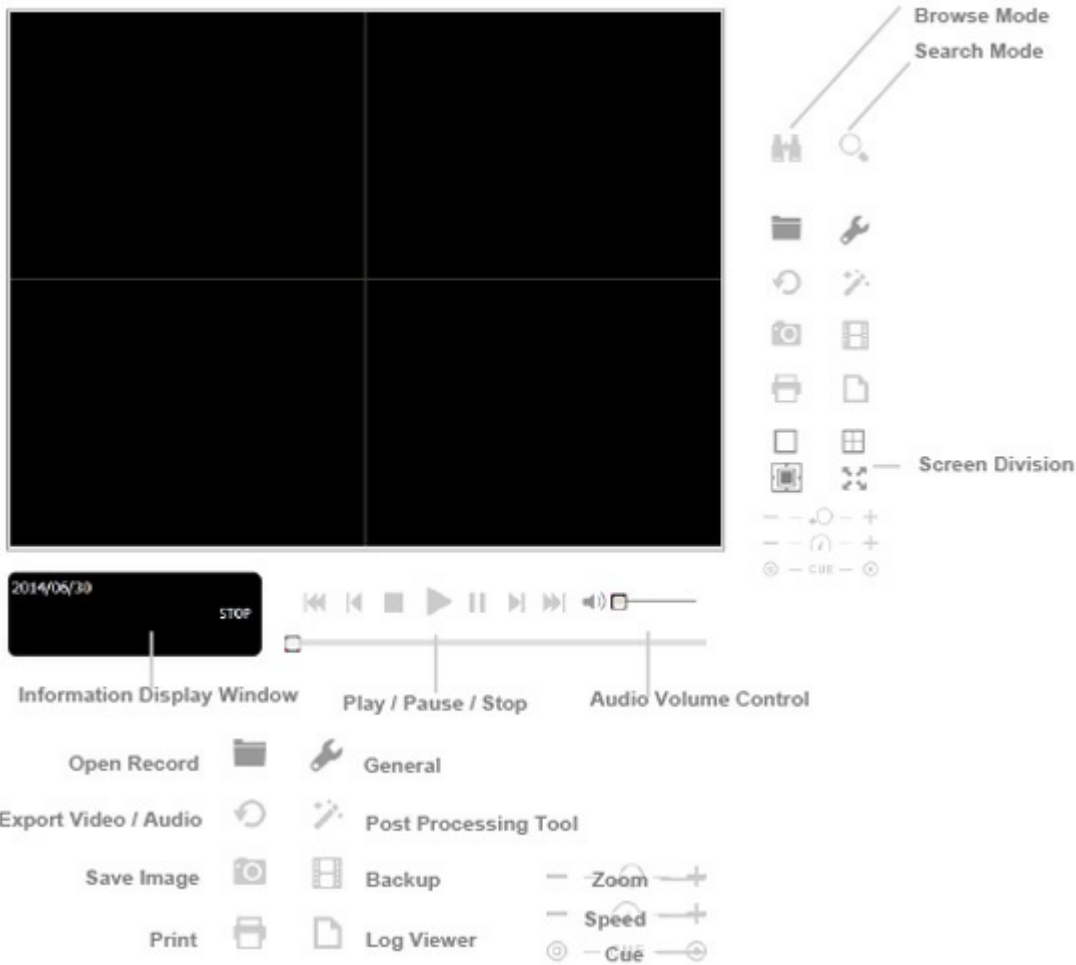 Browse Mode
Search Mode
Screen Division
CUE
2014/06/30
STOP
Information Display Window
Play / Pause / Stop
Audio Volume Control
Open Record
General
Export Video / Audio
Post Processing Tool
Save Image
Backup
Zoom
Speed
Print
Log Viewer
CUE
Cue